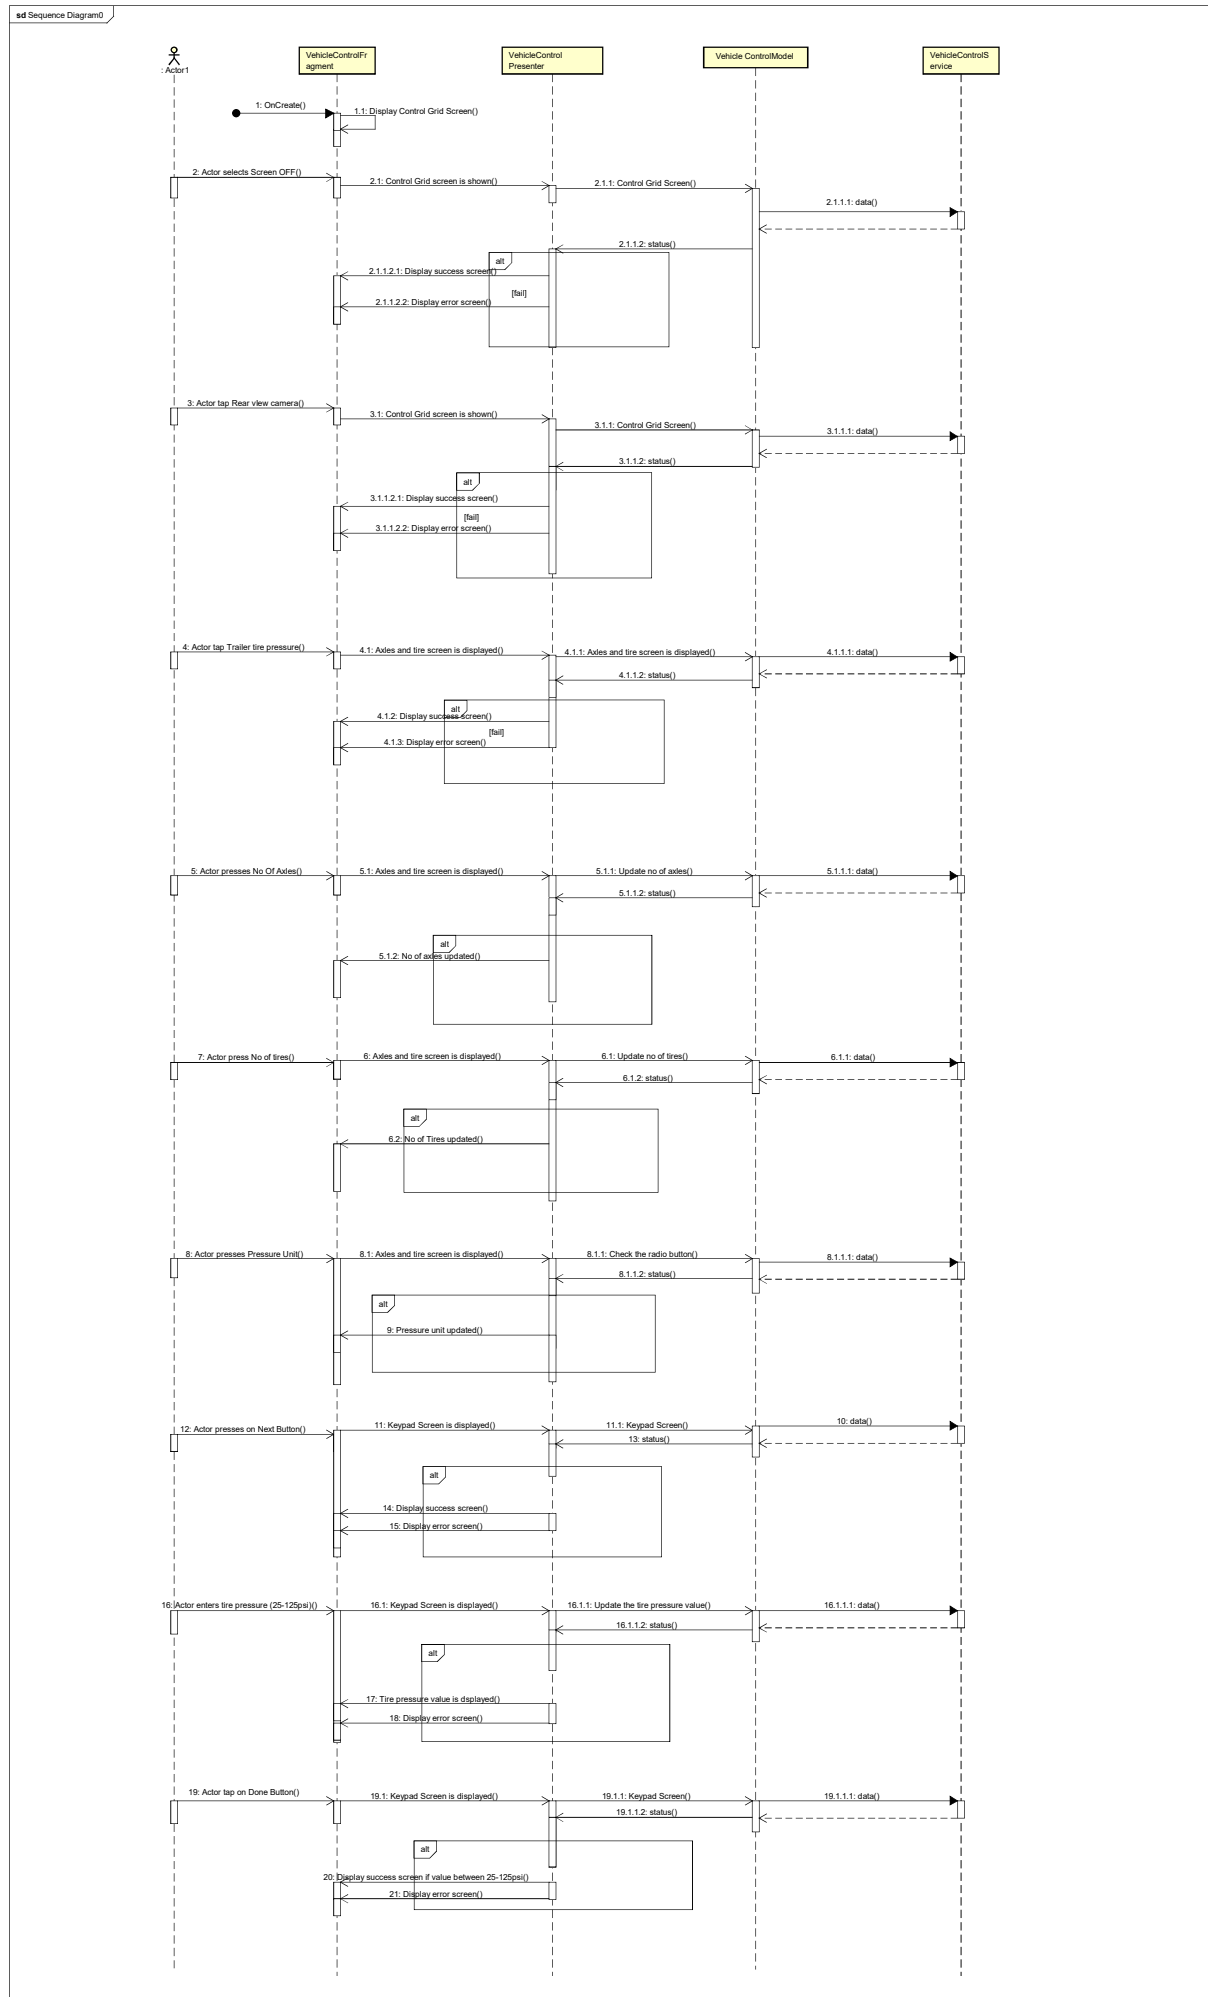 sd Sequence Diagram0
: Actor1
VehicleControlFr
agment
VehicleControl
Presenter
Vehicle ControlModel
VehicleControlS
ervice
1: OnCreate()
1.1: Display Control Grid Screen()
2: Actor selects Screen OFF()
2.1: Control Grid screen is shown()
2.1.1: Control Grid Screen()
2.1.1.1: data()
2.1.1.2: status()
alt
2.1.1.2.1: Display success screen()
[fail]
2.1.1.2.2: Display error screen()
3: Actor tap Rear view camera()
3.1: Control Grid screen is shown()
3.1.1: Control Grid Screen()
3.1.1.1: data()
3.1.1.2: status()
alt
3.1.1.2.1: Display success screen()
[fail]
3.1.1.2.2: Display error screen()
4: Actor tap Trailer tire pressure()
4.1: Axles and tire screen is displayed()
4.1.1: Axles and tire screen is displayed()
4.1.1.1: data()
4.1.1.2: status()
alt
4.1.2: Display success screen()
[fail]
4.1.3: Display error screen()
5: Actor presses No Of Axles()
5.1: Axles and tire screen is displayed()
5.1.1: Update no of axles()
5.1.1.1: data()
5.1.1.2: status()
alt
5.1.2: No of axles updated()
7: Actor press No of tires()
6: Axles and tire screen is displayed()
6.1: Update no of tires()
6.1.1: data()
6.1.2: status()
alt
6.2: No of Tires updated()
8: Actor presses Pressure Unit()
8.1: Axles and tire screen is displayed()
8.1.1: Check the radio button()
8.1.1.1: data()
8.1.1.2: status()
alt
9: Pressure unit updated()
12: Actor presses on Next Button()
11: Keypad Screen is displayed()
11.1: Keypad Screen()
10: data()
13: status()
alt
14: Display success screen()
15: Display error screen()
16: Actor enters tire pressure (25-125psi)()
16.1: Keypad Screen is displayed()
16.1.1: Update the tire pressure value()
16.1.1.1: data()
16.1.1.2: status()
alt
17: Tire pressure value is dsplayed()
18: Display error screen()
19: Actor tap on Done Button()
19.1: Keypad Screen is displayed()
19.1.1: Keypad Screen()
19.1.1.1: data()
19.1.1.2: status()
alt
20: Display success screen if value between 25-125psi()
21: Display error screen()